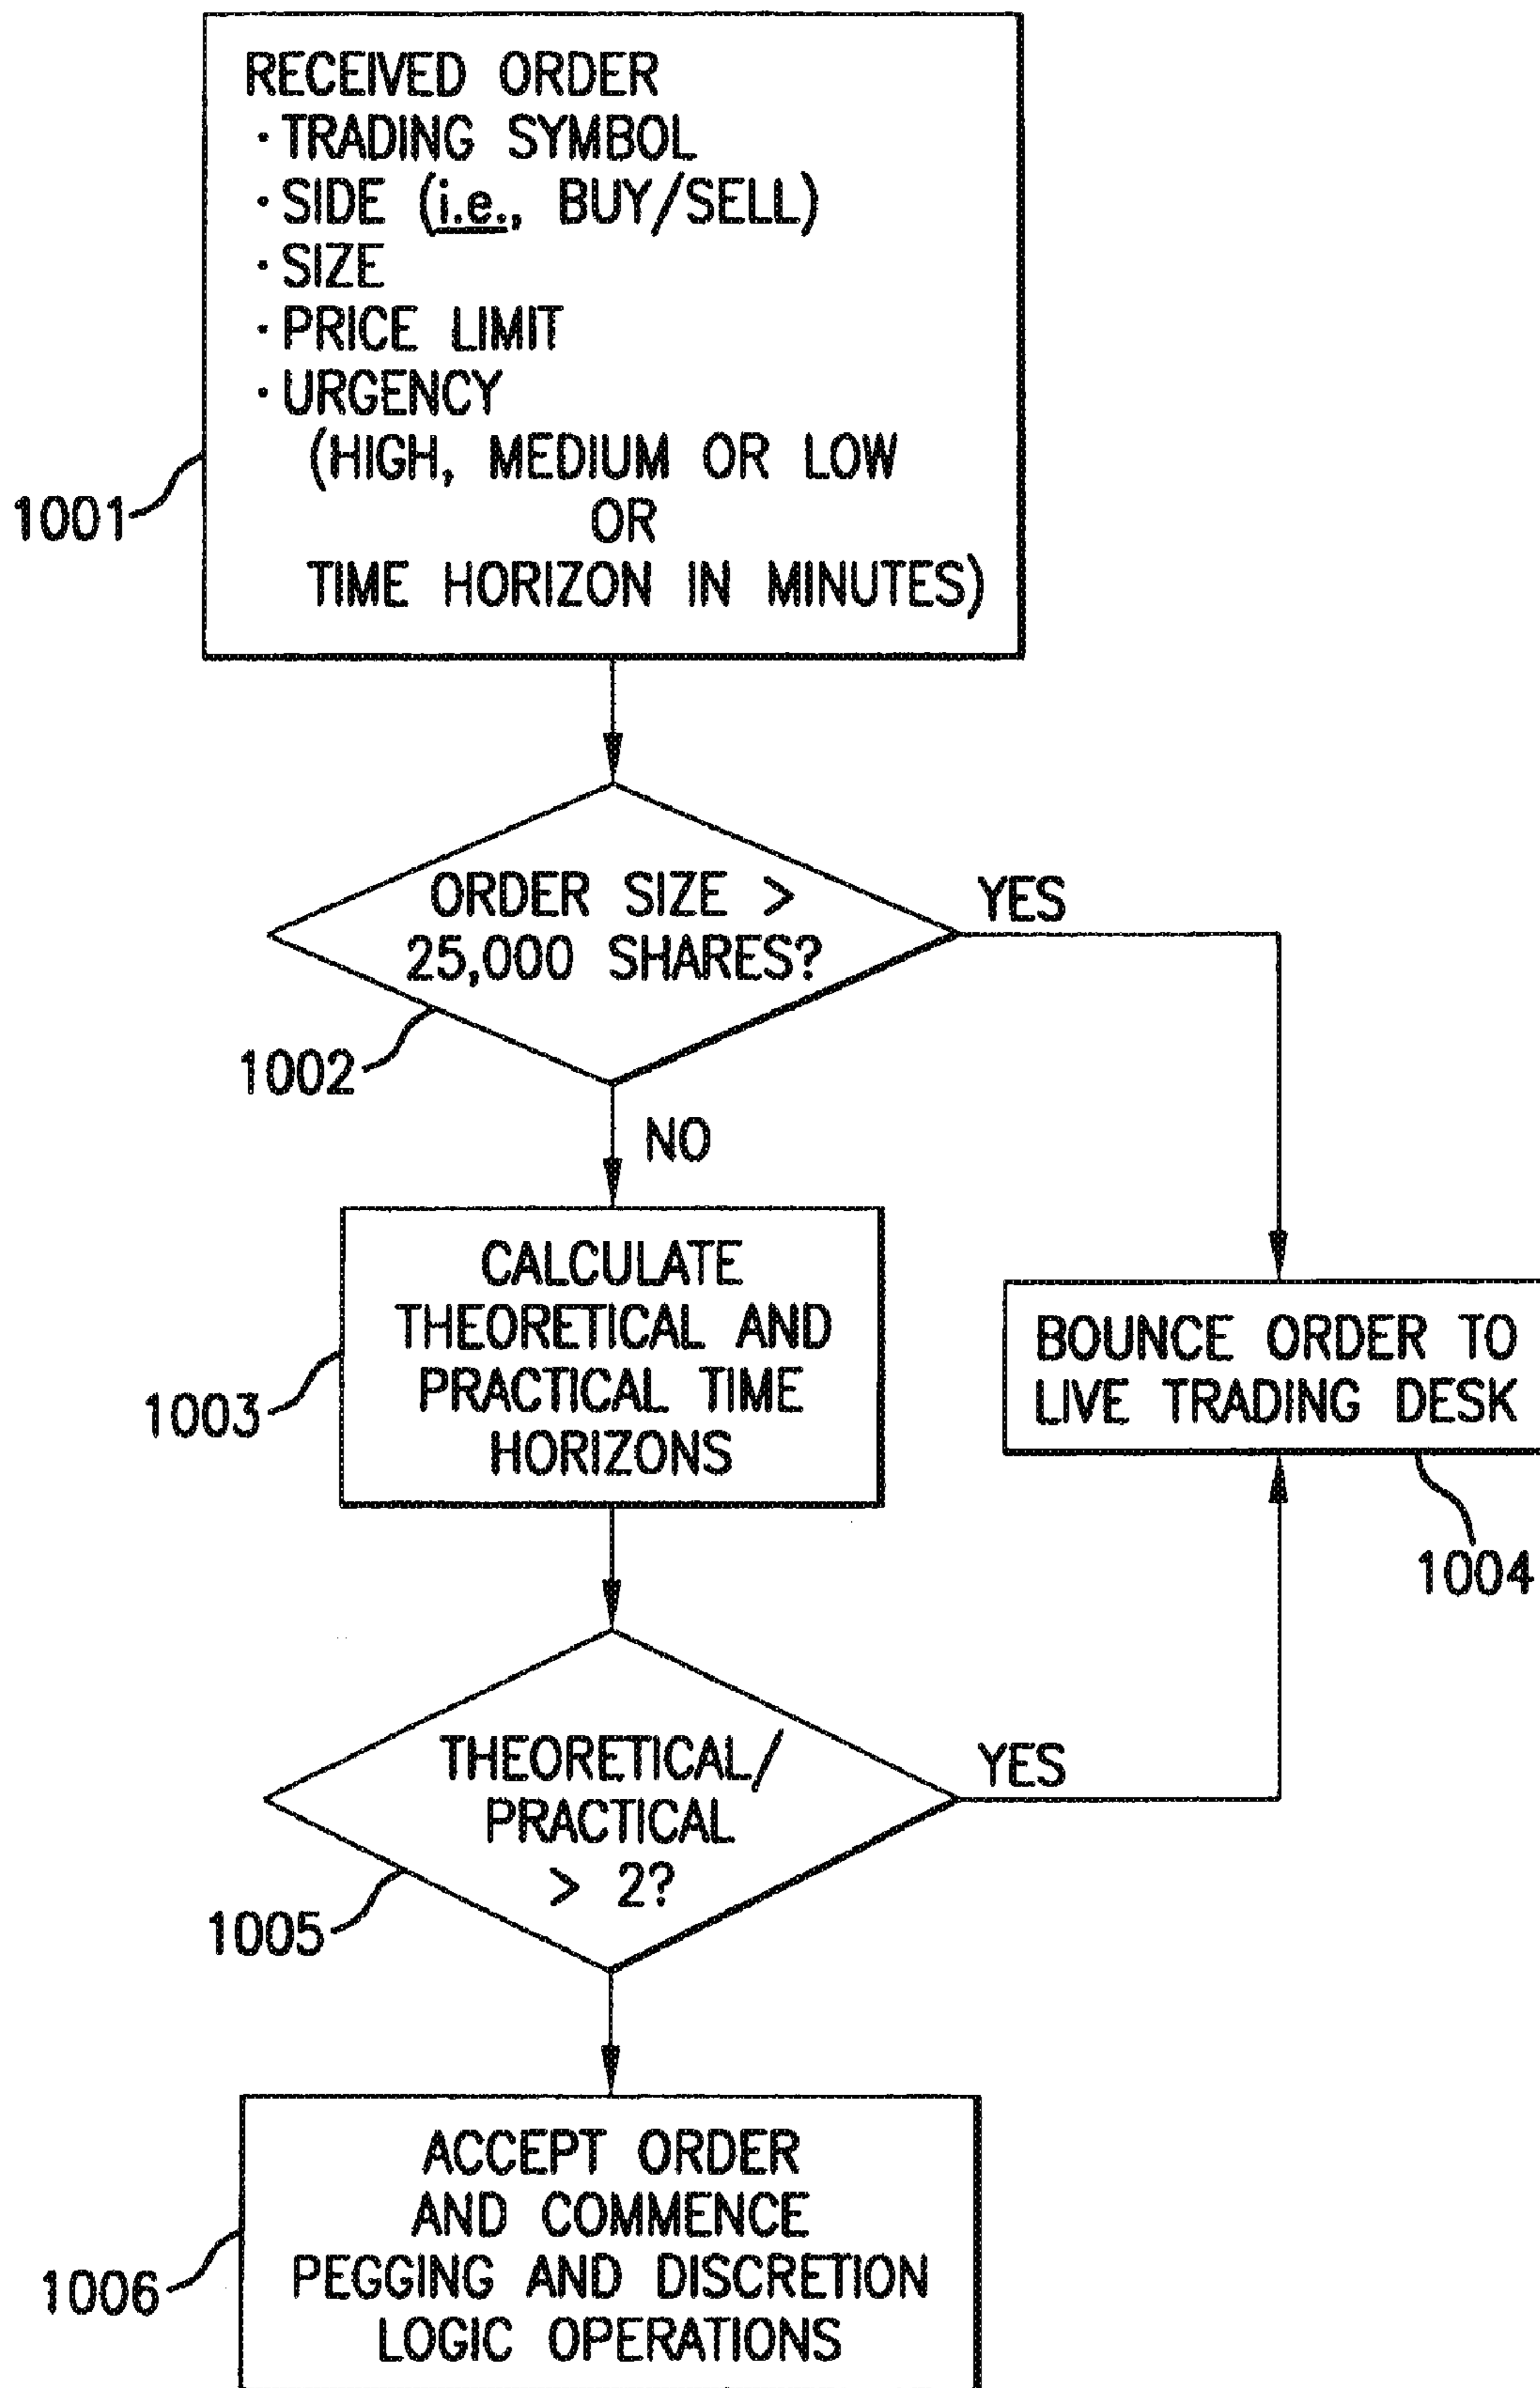 RECEIVED ORDER
· TRADING SYMBOL
· SIDE (i.e., BUY/SELL)
· SIZE
· PRICE LIMIT
· URGENCY
(HIGH, MEDIUM OR LOW
OR
TIME HORIZON IN MINUTES)
1001
ORDER SIZE >
25,000 SHARES?
YES
1002
NO
CALCULATE
THEORETICAL AND
PRACTICAL TIME
HORIZONS
1003
BOUNCE ORDER TO
LIVE TRADING DESK
1004
THEORETICAL/
PRACTICAL
> 2?
YES
1005
ACCEPT ORDER
AND COMMENCE
PEGGING AND DISCRETION
LOGIC OPERATIONS
1006